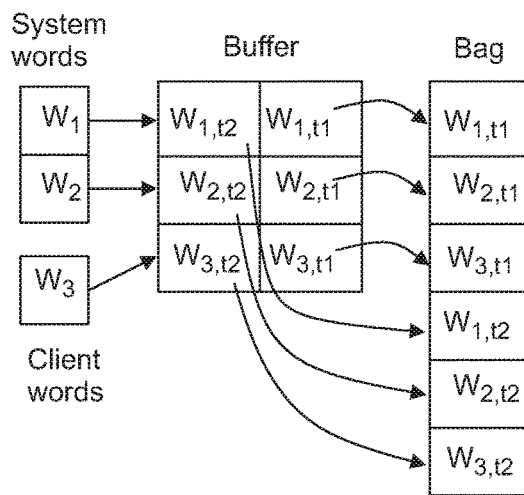 System words
Buffer
Bag
W1
W1,t2
W1,t1
W1,t1
W2
W2,t2
W2,t1
W2,t1
W3
W3,t2
W3,t1
W3,t1
W1,t2
Client words
W2,t2
W3,t2